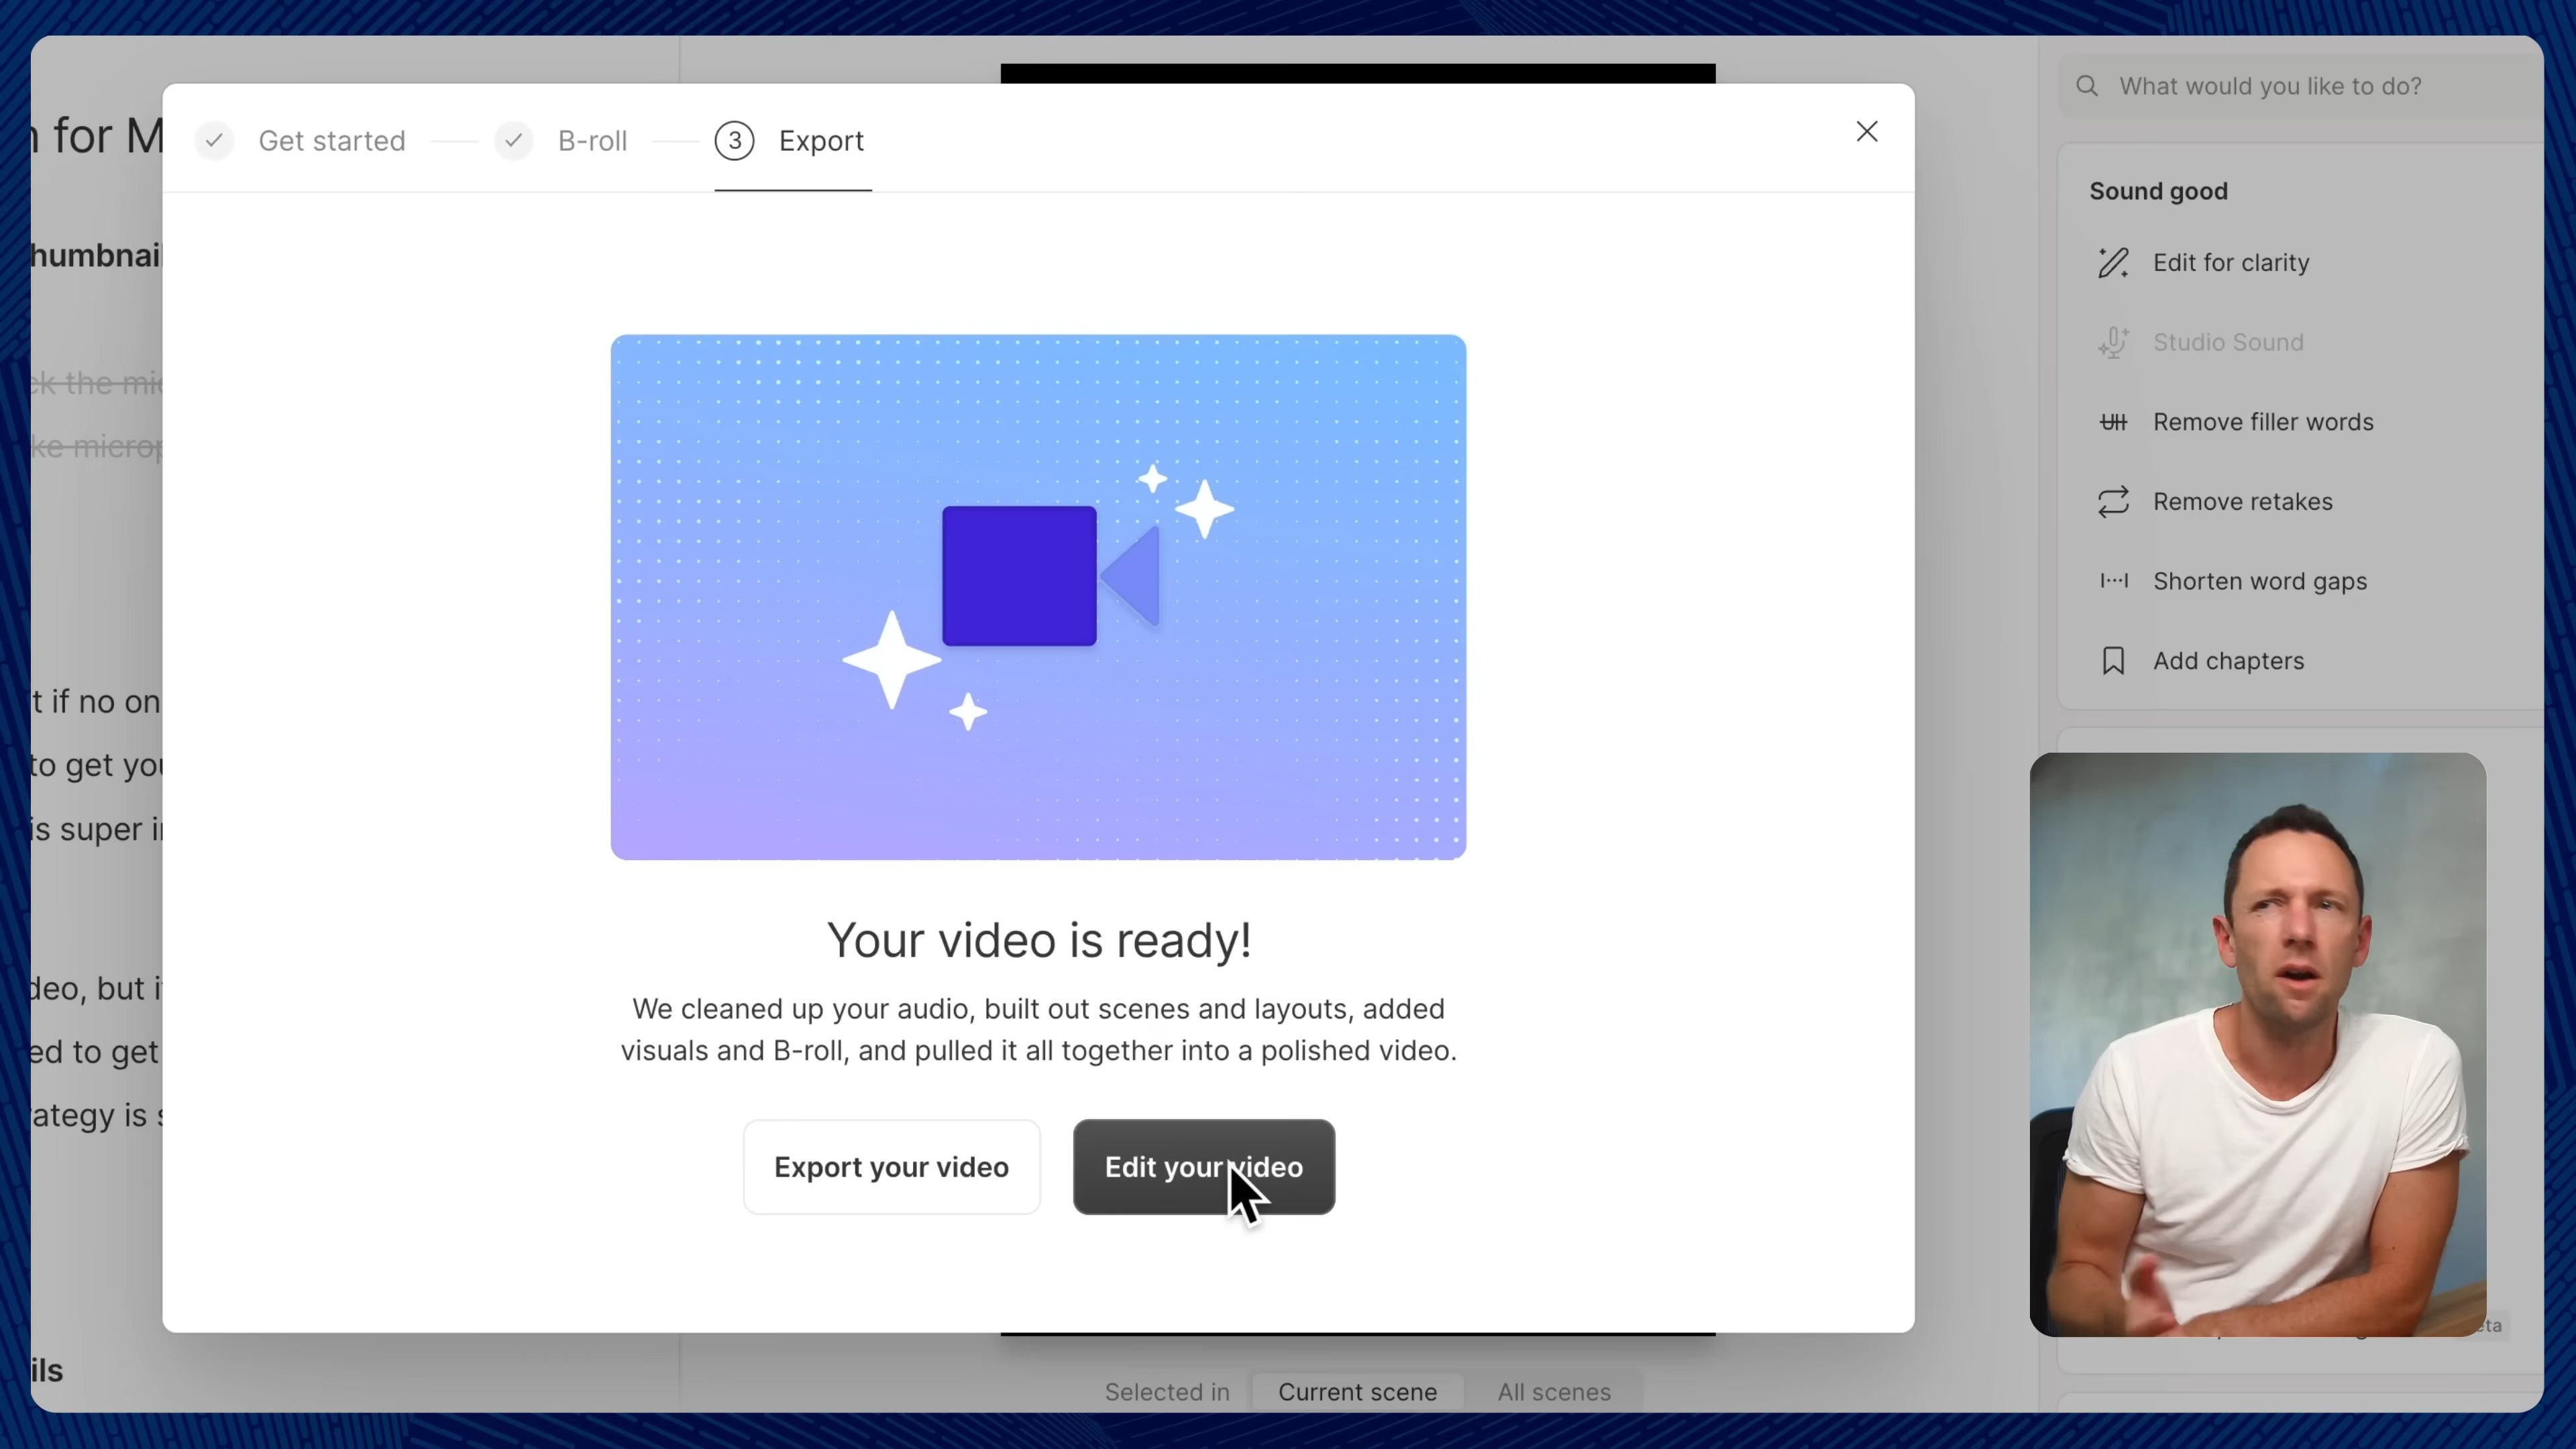 Get started
B-roll
3
Export
What would you like to do?
Sound good
Edit for clarity
Studio Sound
Remove filler words
Remove retakes
Shorten word gaps
Add chapters
for M
ck the mi
t if no on
to get you
is super i
deo, but i
ed to get
ategy is s
ils
Your video is ready!
We cleaned up your audio, built out scenes and layouts, added
visuals and B-roll, and pulled it all together into a polished video.
Export your video
Edit your video
Selected in
Current scene
All scenes